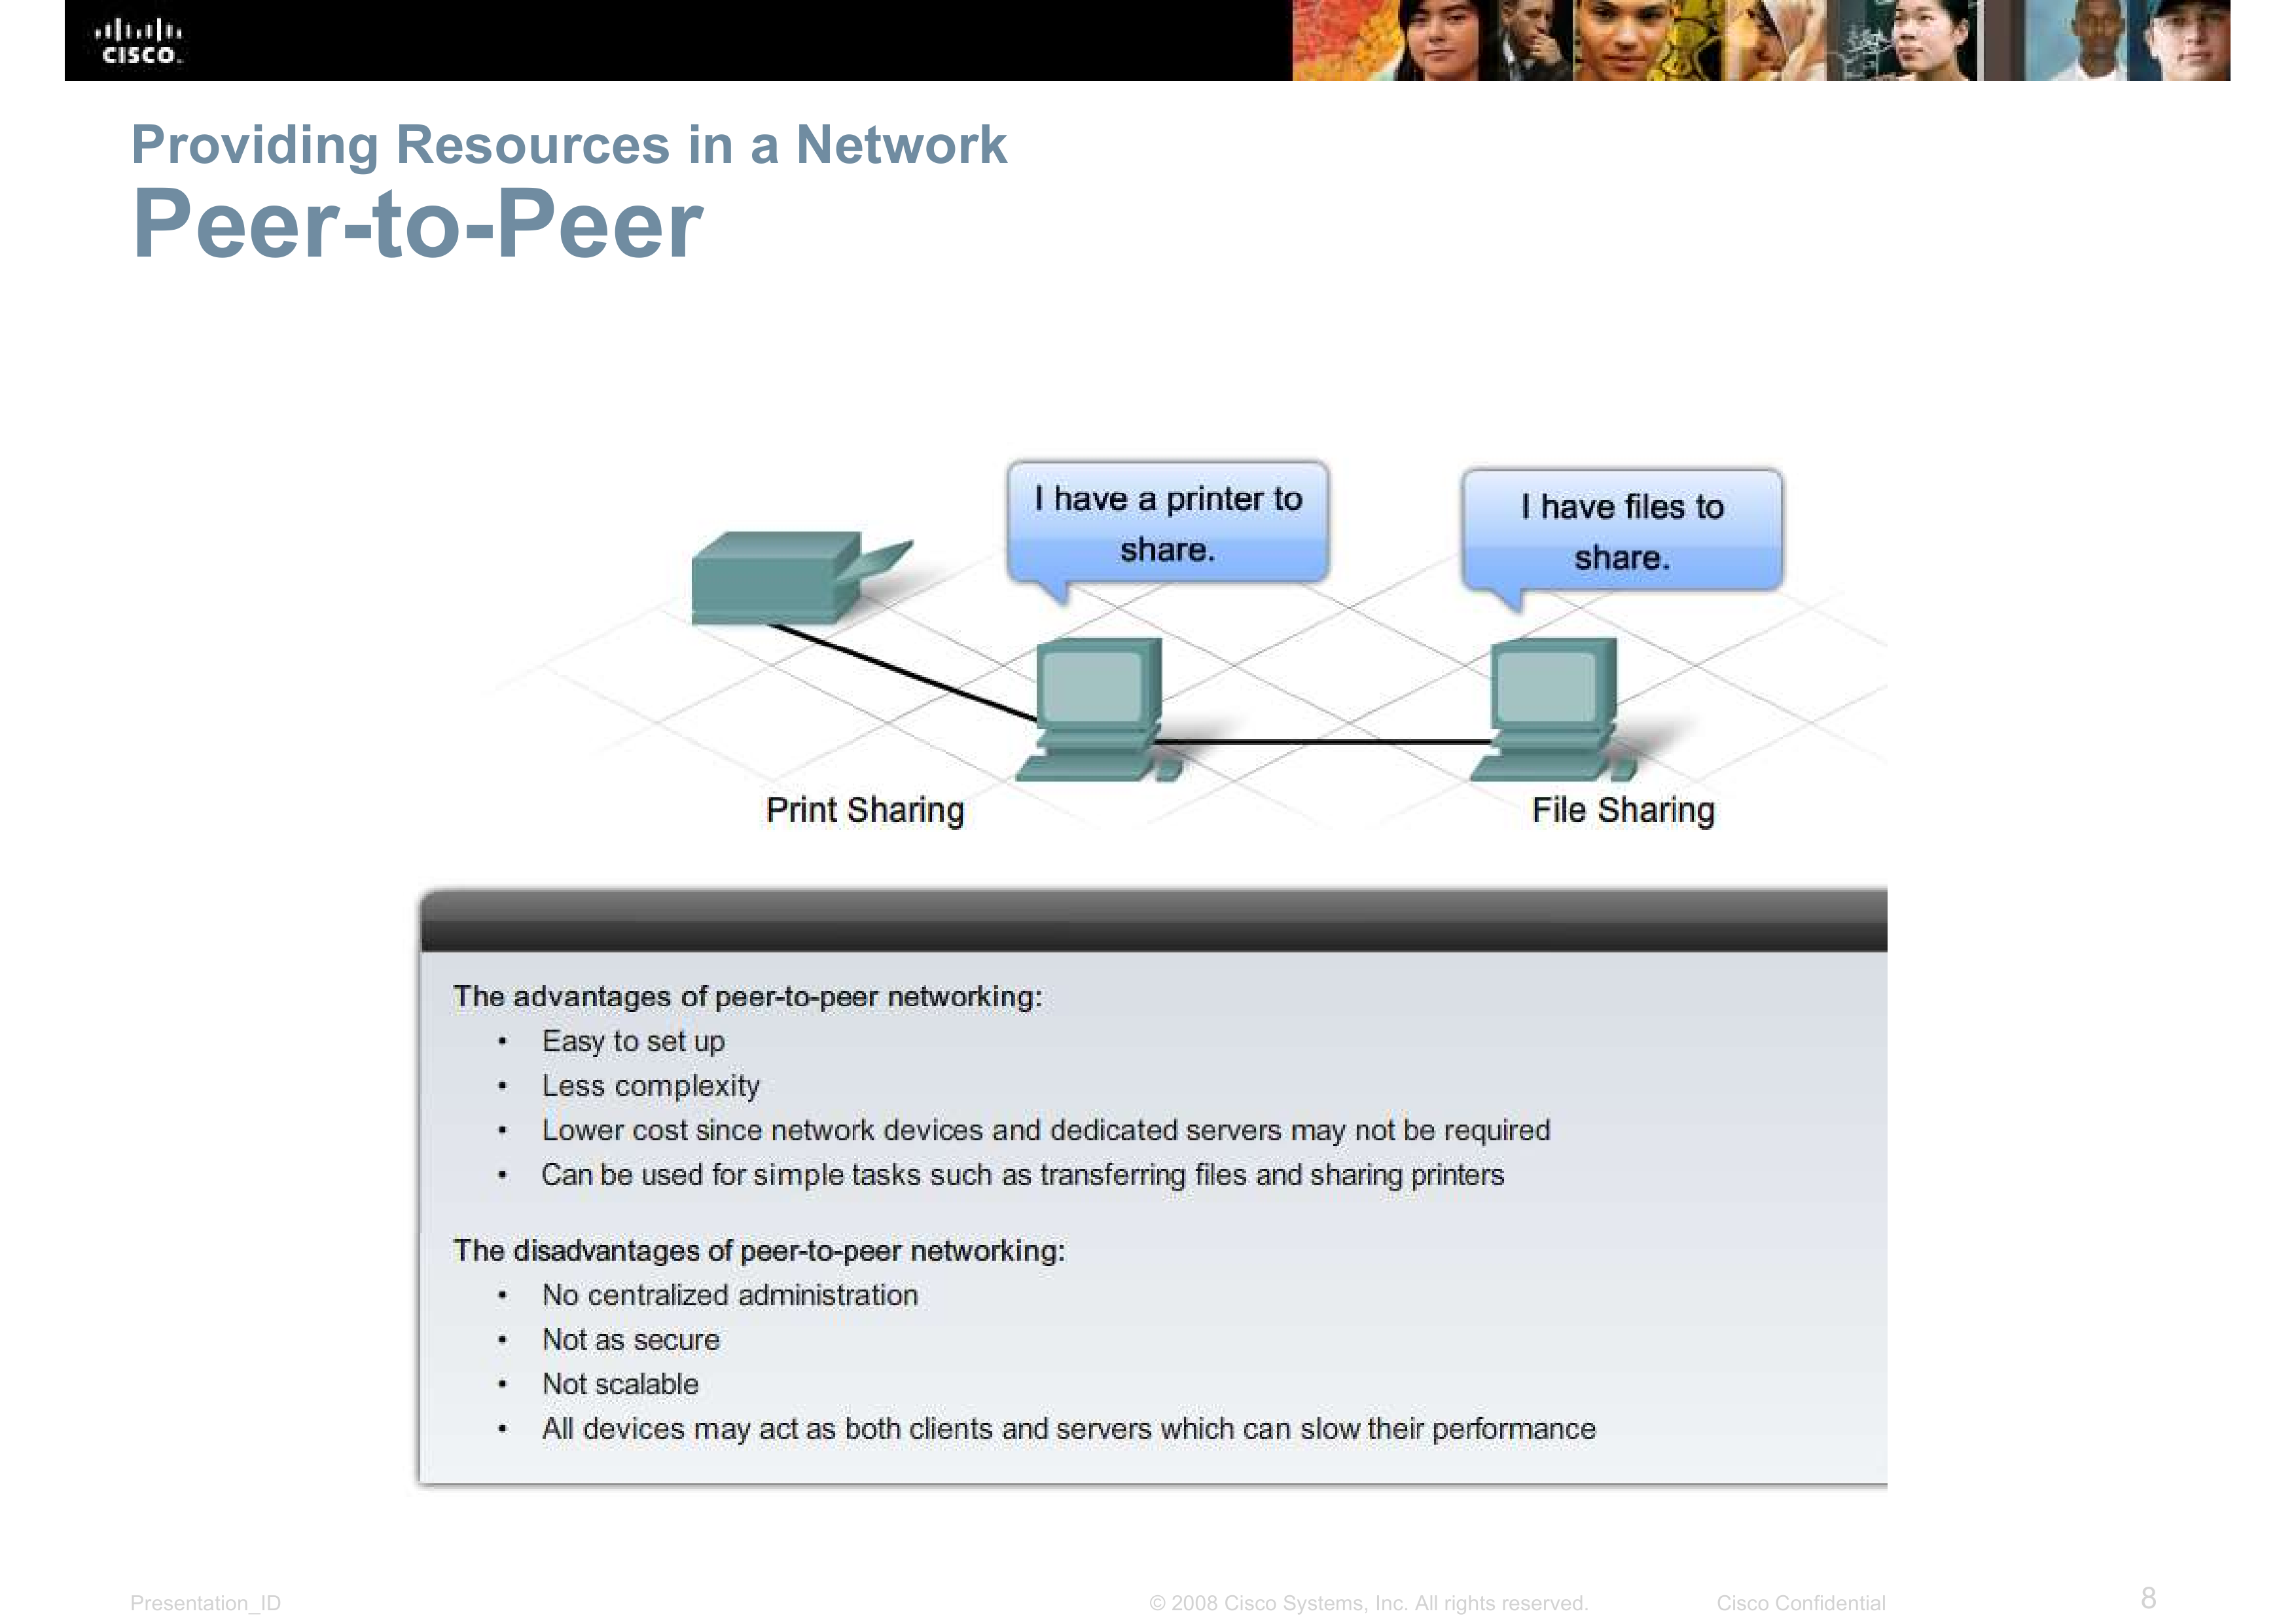 CISCO
Providing Resources in a Network
Peer-to-Peer
I have a printer to
share.
I have files to
share.
Print Sharing
File Sharing
The advantages of peer-to-peer networking:
• Easy to set up
• Less complexity
• Lower cost since network devices and dedicated servers may not be required
• Can be used for simple tasks such as transferring files and sharing printers
The disadvantages of peer-to-peer networking:
• No centralized administration
• Not as secure
• Not scalable
• All devices may act as both clients and servers which can slow their performance
Presentation_ID
© 2008 Cisco Systems, Inc. All rights reserved.
Cisco Confidential
8